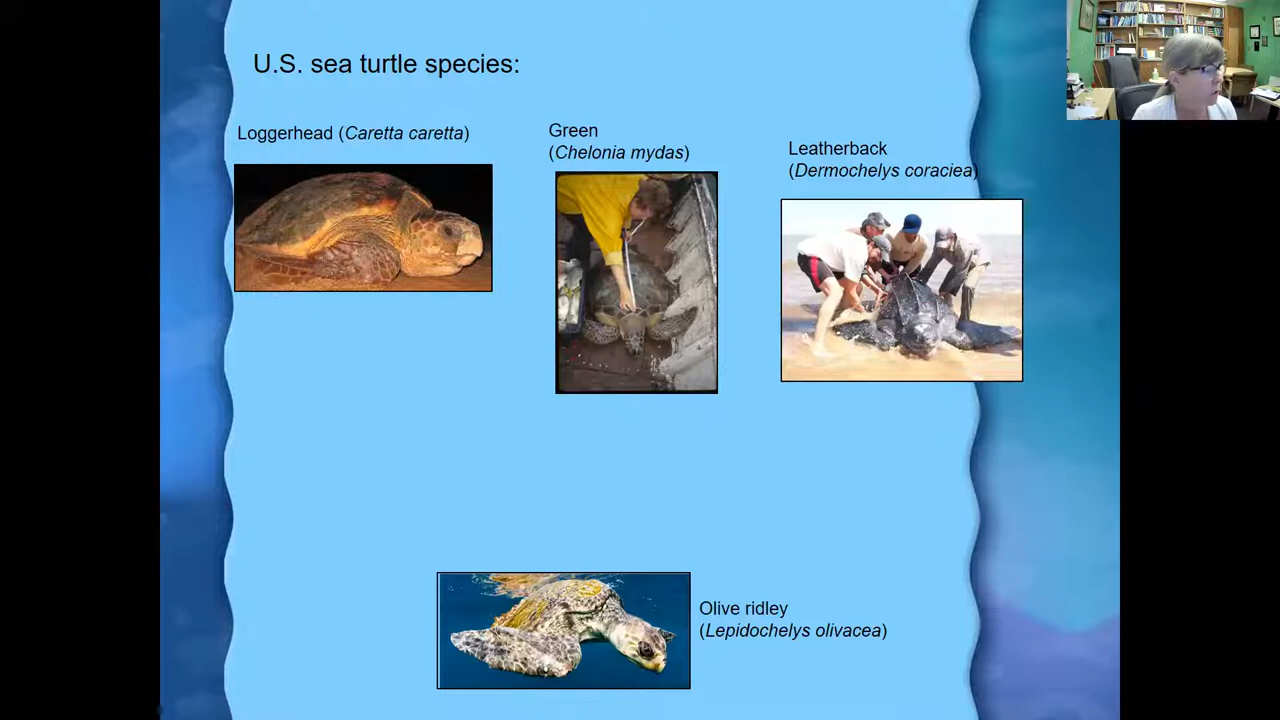 U.S. sea turtle species:
Loggerhead (Caretta caretta)
Green
(Chelonia mydas)
Leatherback
(Dermochelys coraciea)
Olive ridley
(Lepidochelys olivacea)